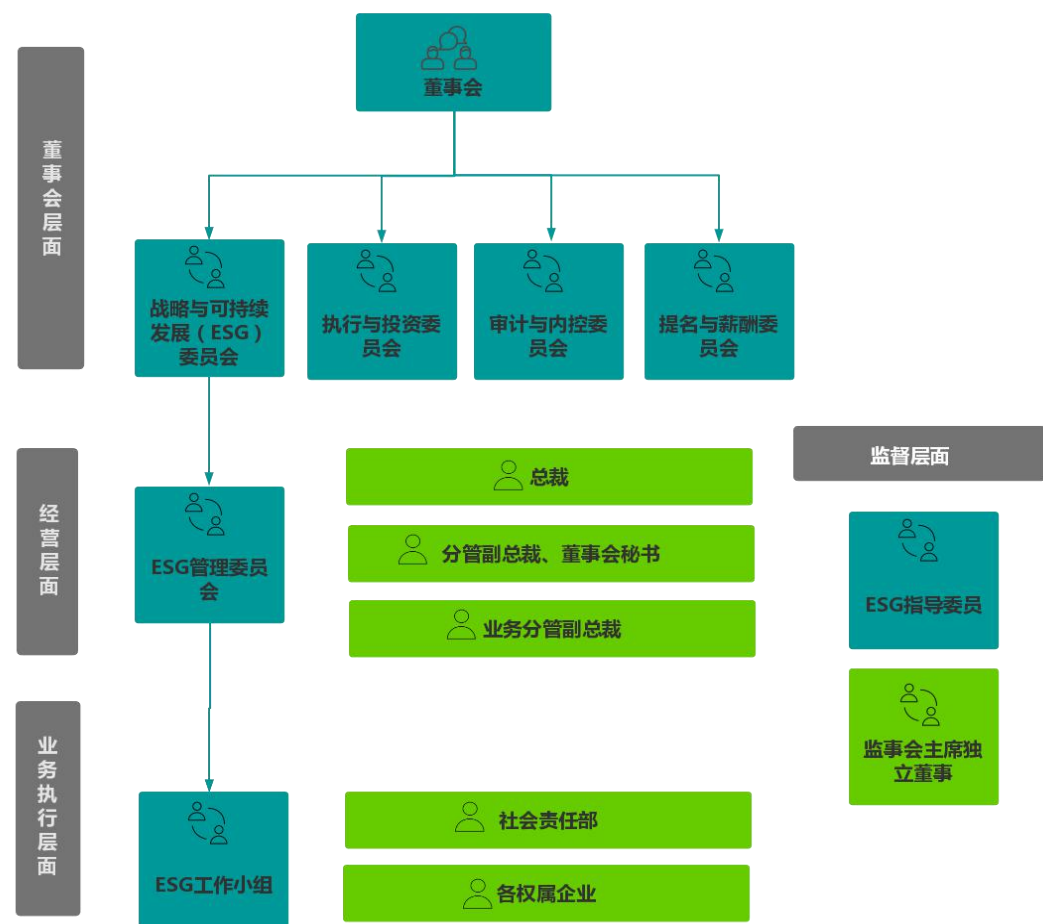 董事会层面
董事会
战略与可持续
发展（ESG）
委员会
执行与投资委
员会
审计与内控委
员会
提名与薪酬委
员会
经营层面
ESG管理委员
会
总裁
分管副总裁、董事会秘书
业务分管副总裁
监督层面
ESG指导委员
监事会主席独
立董事
业务执行层面
ESG工作小组
社会责任部
各权属企业